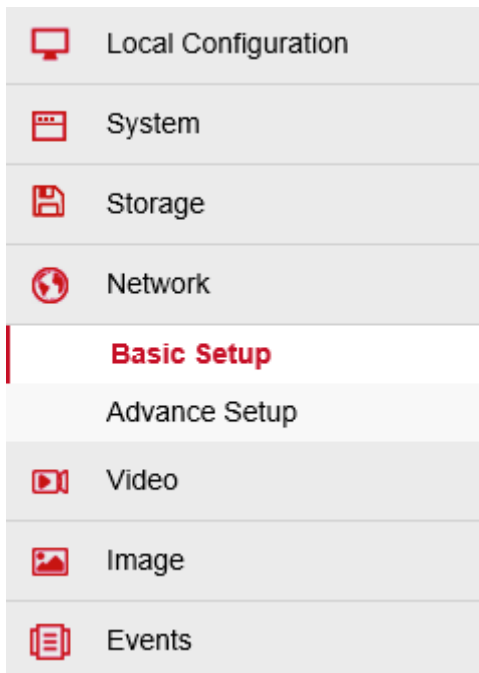 Local Configuration
System
Storage
Network
Basic Setup
Advance Setup
Video
Image
Events